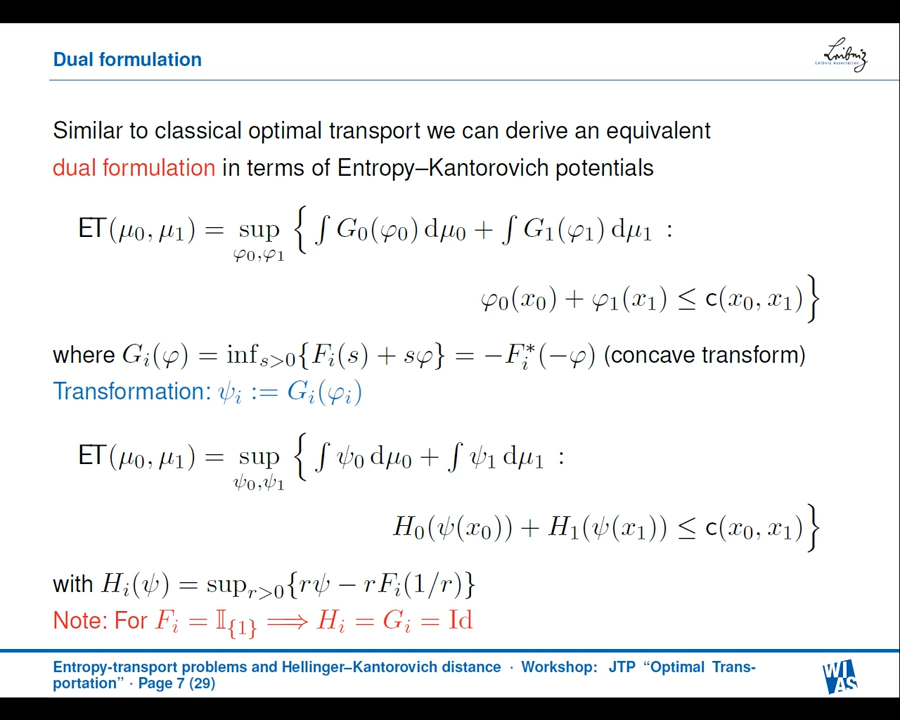 Dual formulation
Leibniz
Leibniz Association
Similar to classical optimal transport we can derive an equivalent
dual formulation in terms of Entropy–Kantorovich potentials
ET(μ₀, μ₁) = sup_{φ₀,φ₁} { ∫ G₀(φ₀) dμ₀ + ∫ G₁(φ₁) dμ₁ :
φ₀(x₀) + φ₁(x₁) ≤ c(x₀, x₁) }
where Gᵢ(φ) = inf_{s>0}{Fᵢ(s) + sφ} = −Fᵢ*(−φ) (concave transform)
Transformation: ψᵢ := Gᵢ(φᵢ)
ET(μ₀, μ₁) = sup_{ψ₀,ψ₁} { ∫ ψ₀ dμ₀ + ∫ ψ₁ dμ₁ :
H₀(ψ(x₀)) + H₁(ψ(x₁)) ≤ c(x₀, x₁) }
with Hᵢ(ψ) = sup_{r>0}{rψ − rFᵢ(1/r)}
Note: For Fᵢ = 𝕀_{{1}} ⟹ Hᵢ = Gᵢ = Id
Entropy-transport problems and Hellinger–Kantorovich distance · Workshop: JTP “Optimal Trans-
portation” · Page 7 (29)
WIAS